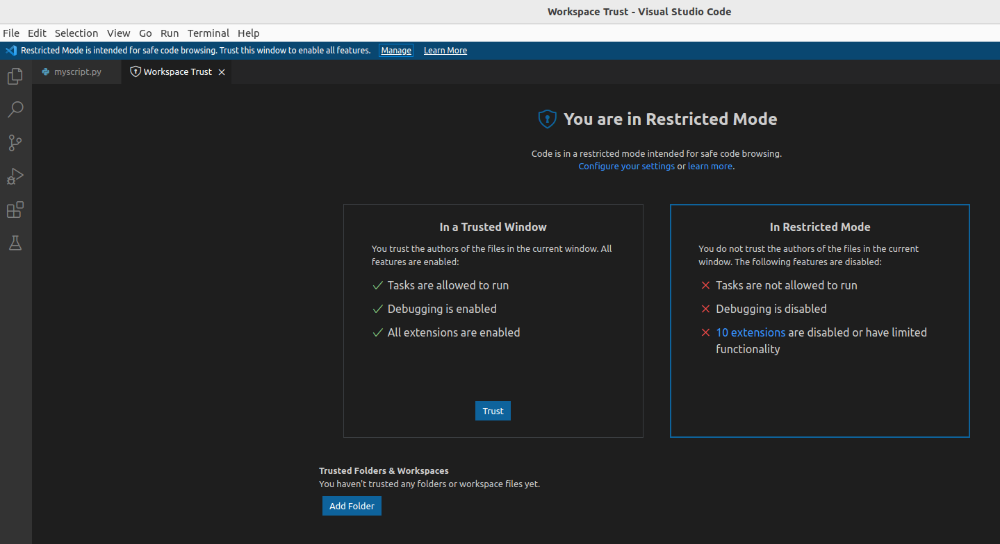 Workspace Trust - Visual Studio Code
File Edit Selection View Go Run Terminal Help
Restricted Mode is intended for safe code browsing. Trust this window to enable all features. Manage Learn More
myscript.py Workspace Trust
You are in Restricted Mode
Code is in a restricted mode intended for safe code browsing.
Configure your settings or learn more.
In a Trusted Window
You trust the authors of the files in the current window. All
features are enabled:
Tasks are allowed to run
Debugging is enabled
All extensions are enabled
Trust
In Restricted Mode
You do not trust the authors of the files in the current
window. The following features are disabled:
Tasks are not allowed to run
Debugging is disabled
10 extensions are disabled or have limited
functionality
Trusted Folders & Workspaces
You haven't trusted any folders or workspace files yet.
Add Folder